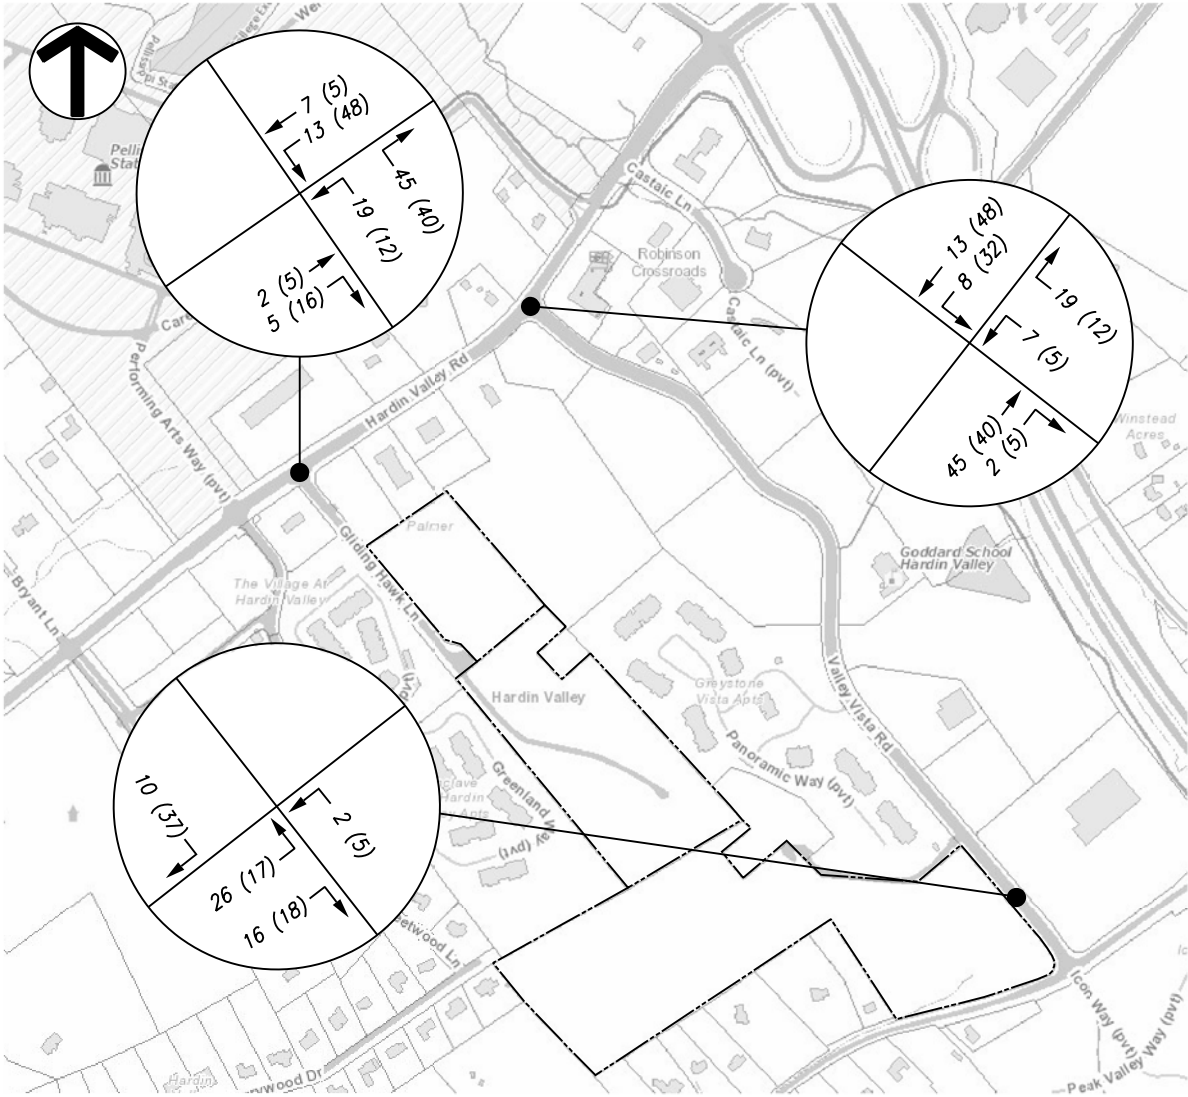 7 (5)
13 (48)
45 (40)
19 (12)
2 (5)
5 (16)
13 (48)
8 (32)
19 (12)
7 (5)
45 (40)
2 (5)
10 (37)
2 (5)
26 (17)
16 (18)
Castaic Ln
Robinson
Crossroads
Castaic Ln (pvt)
Hardin Valley Rd
Performing Arts Way (pvt)
Winstead
Acres
Palmer
Gliding Hawk Ln
Goddard School
Hardin Valley
The Village At
Hardin Valley
Bryant Ln
Hardin Valley
Greystone
Vista Apts
Valley Vista Rd
Panoramic Way (pvt)
Greenland Way (pvt)
Icon Way (pvt)
Peak Valley Way (pvt)
Hardin